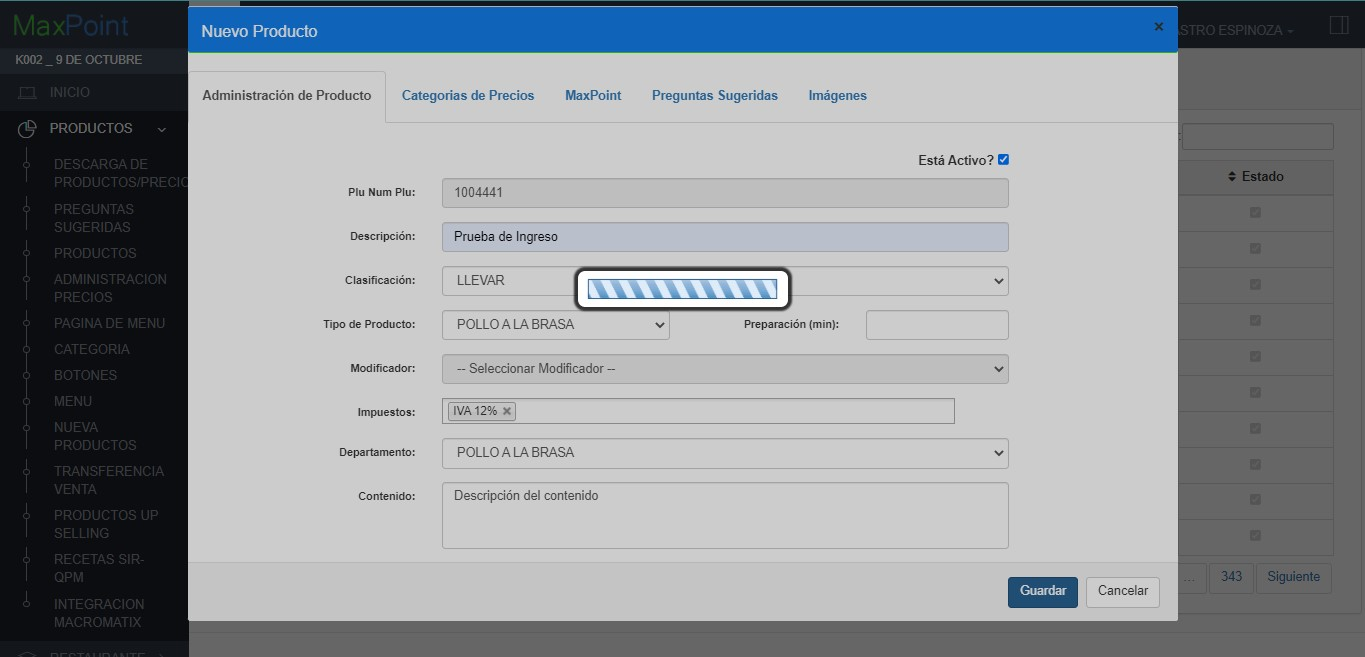 MaxPoint
K002 _ 9 DE OCTUBRE
INICIO
PRODUCTOS
DESCARGA DE
PRODUCTOS/PRECIO
PREGUNTAS
SUGERIDAS
PRODUCTOS
ADMINISTRACION
PRECIOS
PAGINA DE MENU
CATEGORIA
BOTONES
MENU
NUEVA
PRODUCTOS
TRANSFERENCIA
VENTA
PRODUCTOS UP
SELLING
RECETAS SIR-
QPM
INTEGRACION
MACROMATIX
RESTAURANTE
Nuevo Producto
×
ASTRO ESPINOZA
Administración de Producto Categorias de Precios MaxPoint Preguntas Sugeridas Imágenes
Está Activo?
Plu Num Plu: 1004441
Descripción: Prueba de Ingreso
Clasificación: LLEVAR
Tipo de Producto: POLLO A LA BRASA Preparación (min):
Modificador: -- Seleccionar Modificador --
Impuestos: IVA 12% ×
Departamento: POLLO A LA BRASA
Contenido: Descripción del contenido
Guardar Cancelar
Estado
... 343 Siguiente